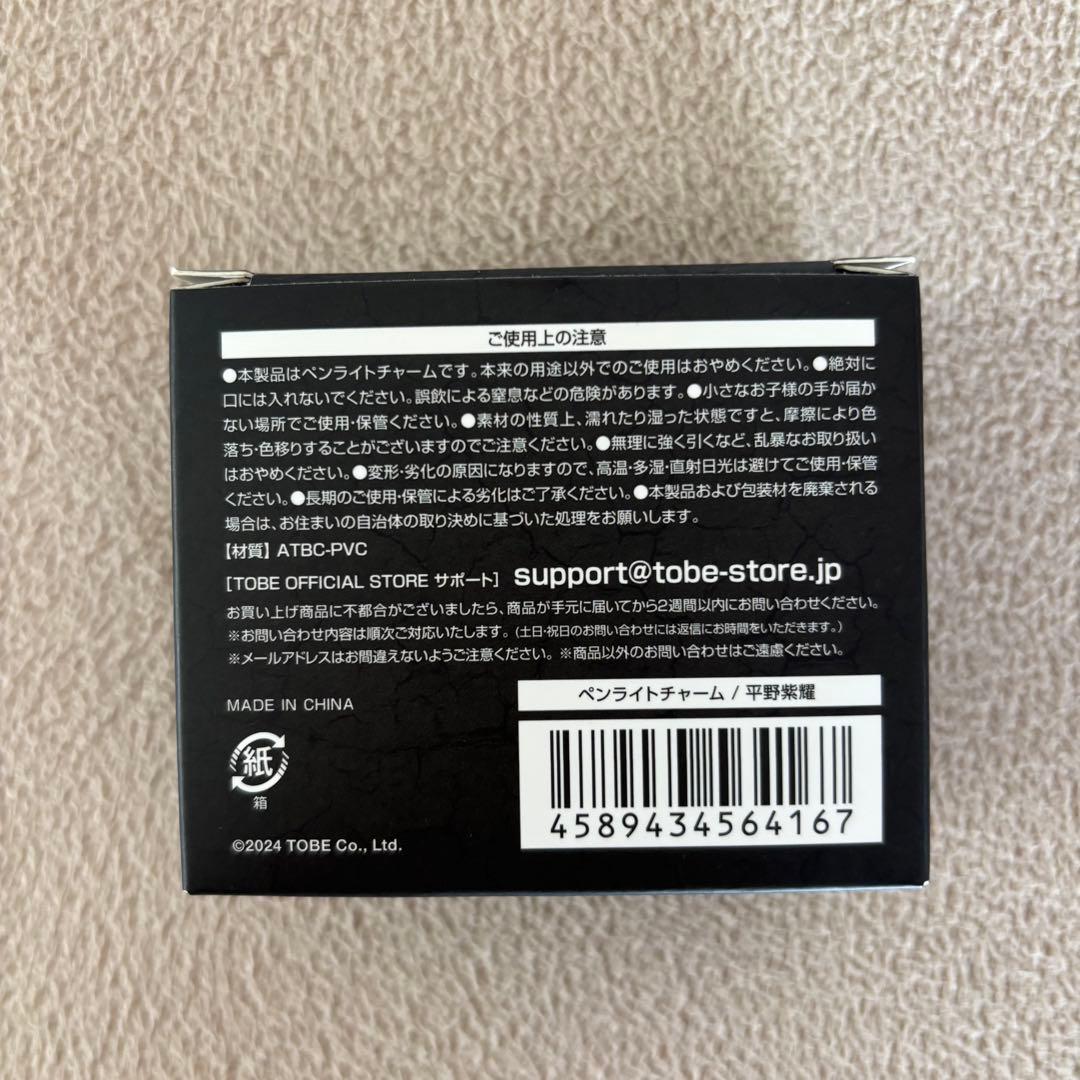 ご使用上の注意
●本製品はペンライトチャームです。本来の用途以外でのご使用はおやめください。●絶対に
口には入れないでください。誤飲による窒息などの危険があります。●小さなお子様の手が届か
ない場所でご使用・保管ください。●素材の性質上、濡れたり湿った状態ですと、摩擦により色
落ち・色移りすることがございますのでご注意ください。●無理に強く引くなど、乱暴なお取り扱い
はおやめください。●変形・劣化の原因になりますので、高温・多湿・直射日光は避けてご使用・保管
ください。●長期のご使用・保管による劣化はご了承ください。●本製品および包装材を廃棄される
場合は、お住まいの自治体の取り決めに基づいた処理をお願いします。
【材質】ATBC-PVC
[TOBE OFFICIAL STORE サポート] support@tobe-store.jp
お買い上げ商品に不都合がございましたら、商品が手元に届いてから2週間以内にお問い合わせください。
※お問い合わせ内容は順次ご対応いたします。(土日・祝日のお問い合わせには返信にお時間をいただきます。)
※メールアドレスはお間違えないようご注意ください。※商品以外のお問い合わせはご遠慮ください。
MADE IN CHINA
ペンライトチャーム / 平野紫耀
紙
箱
4589434564167
©2024 TOBE Co., Ltd.